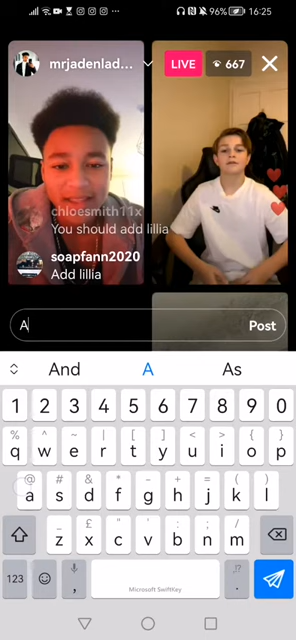 96% 16:25
mrjadenlad...
LIVE
667
chloesmith11x
You should add lillia
soapfann2020
Add lillia
A
Post
And A As
1 2 3 4 5 6 7 8 9 0
% ^ ~ | [ ] < > { }
q w e r t y u i o p
@ # & * - + = ( )
a s d f g h j k l
_ £ " ' : ; /
z x c v b n m
123 , Microsoft SwiftKey .